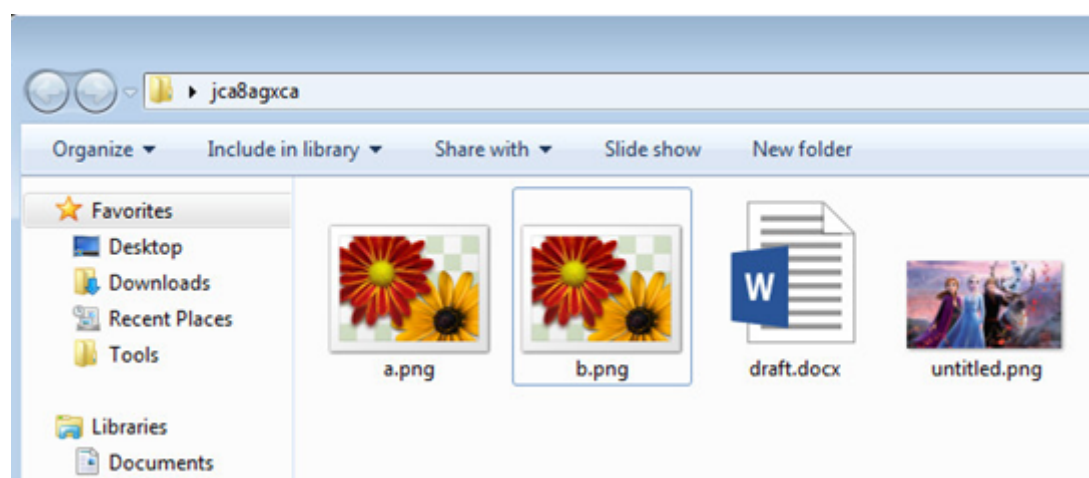 jca8agxca
Organize Include in library Share with Slide show New folder
Favorites
Desktop
Downloads
Recent Places
Tools
Libraries
Documents
W
a.png b.png draft.docx untitled.png